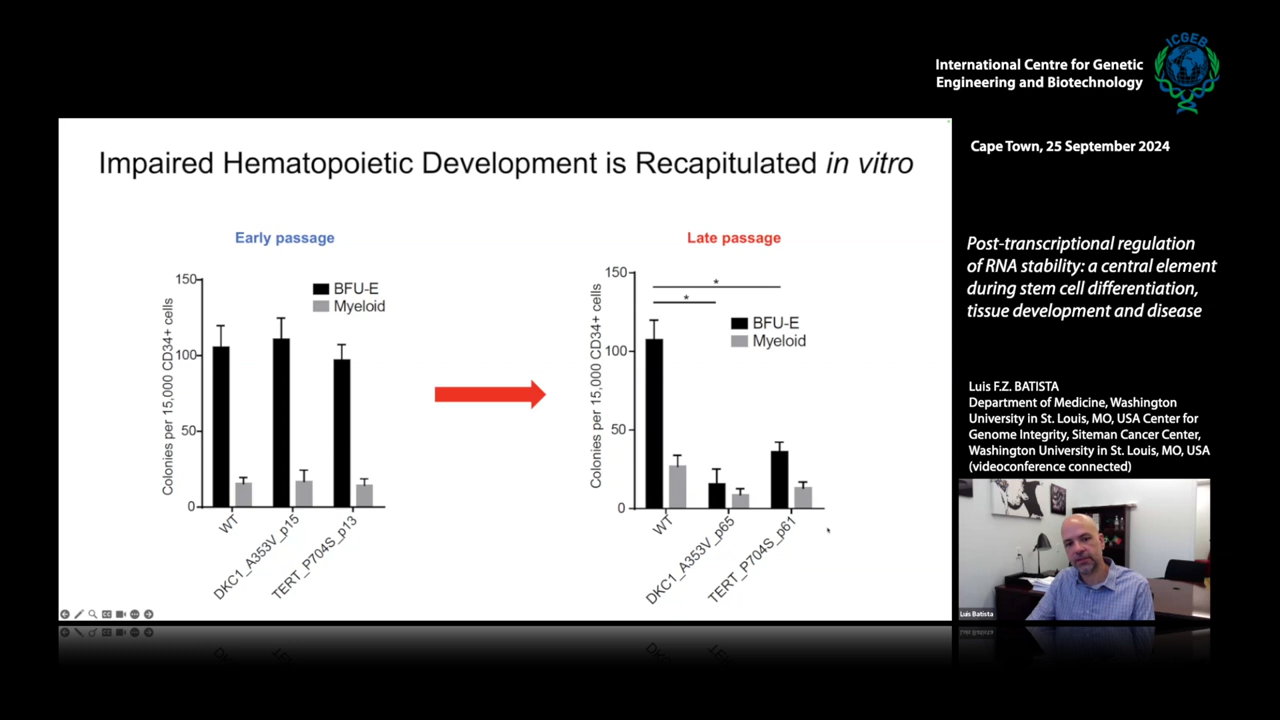 ICGEB
International Centre for Genetic
Engineering and Biotechnology
Cape Town, 25 September 2024
Impaired Hematopoietic Development is Recapitulated in vitro
Early passage
150
100
50
0
Colonies per 15,000 CD34+ cells
BFU-E
Myeloid
WT
DKC1_A353V_p15
TERT_P704S_p13
Late passage
150
100
50
0
Colonies per 15,000 CD34+ cells
*
*
BFU-E
Myeloid
WT
DKC1_A353V_p65
TERT_P704S_p61
Post-transcriptional regulation
of RNA stability: a central element
during stem cell differentiation,
tissue development and disease
Luis F.Z. BATISTA
Department of Medicine, Washington
University in St. Louis, MO, USA Center for
Genome Integrity, Siteman Cancer Center,
Washington University in St. Louis, MO, USA
(videoconference connected)
Luis Batista